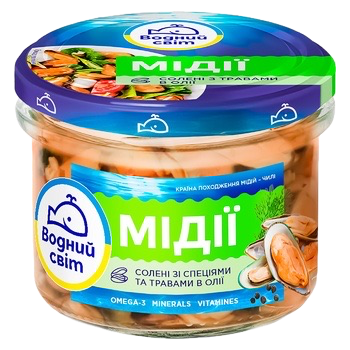 Водний
світ
МІДІЇ
СОЛЕНІ З ТРАВАМИ
В ОЛІЇ
КРАЇНА ПОХОДЖЕННЯ МІДІЙ – ЧИЛІ
Водний
світ
МІДІЇ
СОЛЕНІ ЗІ СПЕЦІЯМИ
ТА ТРАВАМИ В ОЛІЇ
OMEGA-3 MINERALS VITAMINES